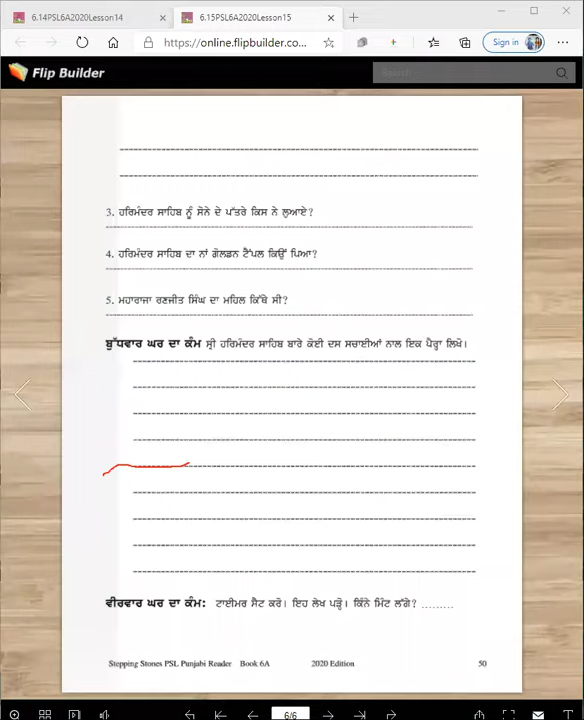 6.14PSL6A2020Lesson14
6.15PSL6A2020Lesson15
https://online.flipbuilder.co...
Sign in
Flip Builder
Search...
3. ਹਰਿਮੰਦਰ ਸਾਹਿਬ ਨੂੰ ਸੋਨੇ ਦੇ ਪੱਤਰੇ ਕਿਸ ਨੇ ਲੁਆਏ?
4. ਹਰਿਮੰਦਰ ਸਾਹਿਬ ਦਾ ਨਾਂ ਗੋਲਡਨ ਟੈਂਪਲ ਕਿਉਂ ਪਿਆ?
5. ਮਹਾਰਾਜਾ ਰਣਜੀਤ ਸਿੰਘ ਦਾ ਮਹਿਲ ਕਿੱਥੇ ਸੀ?
ਬੁੱਧਵਾਰ ਘਰ ਦਾ ਕੰਮ ਸ੍ਰੀ ਹਰਿਮੰਦਰ ਸਾਹਿਬ ਬਾਰੇ ਕੋਈ ਦਸ ਸਚਾਈਆਂ ਨਾਲ ਇਕ ਪੈਰ੍ਹਾ ਲਿਖੋ।
ਵੀਰਵਾਰ ਘਰ ਦਾ ਕੰਮ: ਟਾਈਮਰ ਸੈਟ ਕਰੋ। ਇਹ ਲੇਖ ਪੜ੍ਹੋ। ਕਿੰਨੇ ਮਿੰਟ ਲੱਗੇ? .........
Stepping Stones PSL Punjabi Reader Book 6A 2020 Edition 50
6/6